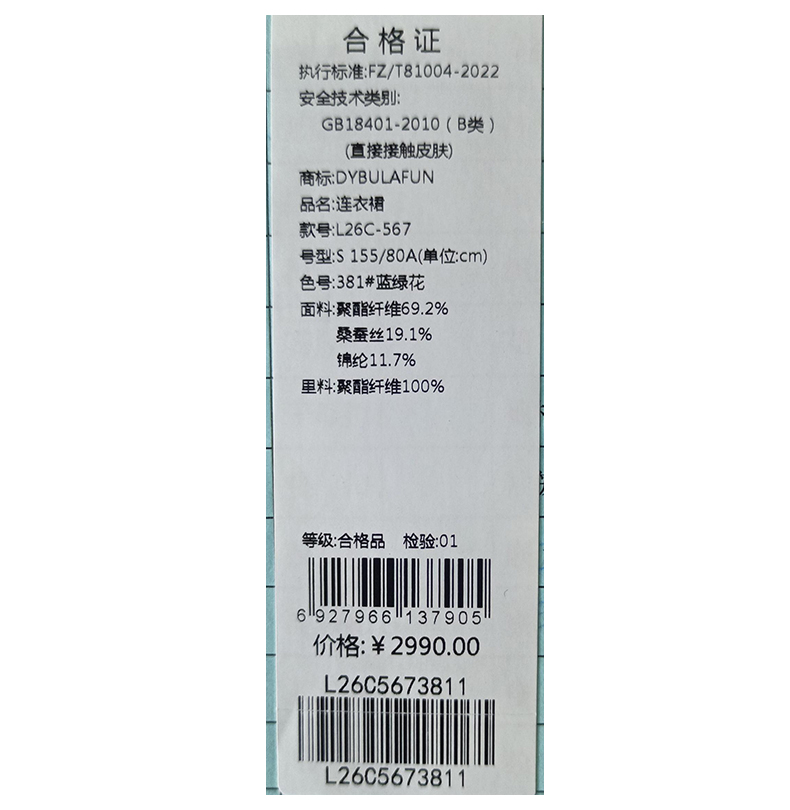 合格证
执行标准:FZ/T81004-2022
安全技术类别:
GB18401-2010（B类）
(直接接触皮肤)
商标:DYBULAFUN
品名:连衣裙
款号:L26C-567
号型:S 155/80A(单位:cm)
色号:381#蓝绿花
面料:聚酯纤维69.2%
桑蚕丝19.1%
锦纶11.7%
里料:聚酯纤维100%
等级:合格品 检验:01
6 927966 137905
价格:￥2990.00
L26C5673811
L26C5673811